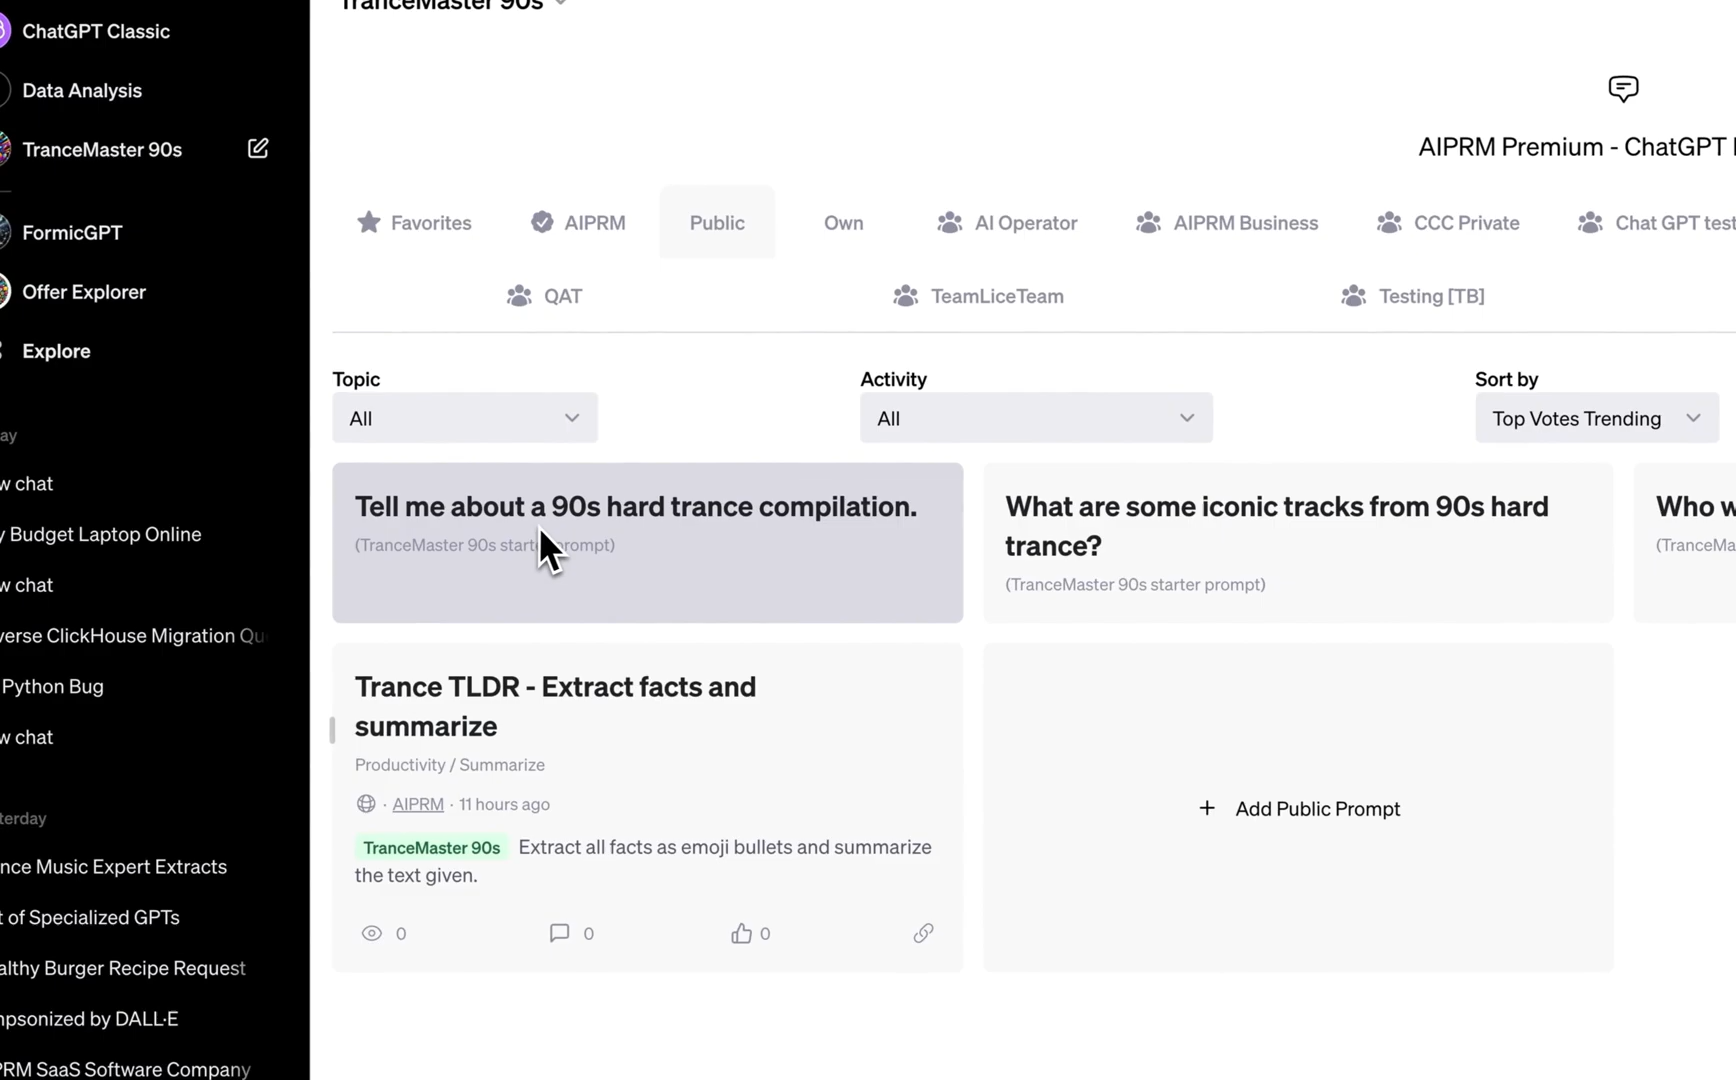 TranceMaster 90s
ChatGPT Classic
Data Analysis
TranceMaster 90s
FormicGPT
Offer Explorer
Explore
ay
w chat
y Budget Laptop Online
w chat
verse ClickHouse Migration Qu
Python Bug
w chat
terday
nce Music Expert Extracts
t of Specialized GPTs
althy Burger Recipe Request
mpsonized by DALL·E
PRM SaaS Software Company
AIPRM Premium - ChatGPT
Favorites AIPRM Public Own AI Operator AIPRM Business CCC Private Chat GPT test
QAT TeamLiceTeam Testing [TB]
Topic Activity Sort by
All All Top Votes Trending
Tell me about a 90s hard trance compilation.
(TranceMaster 90s starter prompt)
What are some iconic tracks from 90s hard
trance?
(TranceMaster 90s starter prompt)
Who w
(TranceMa
Trance TLDR - Extract facts and
summarize
Productivity / Summarize
· AIPRM · 11 hours ago
TranceMaster 90s Extract all facts as emoji bullets and summarize
the text given.
0 0 0
+ Add Public Prompt